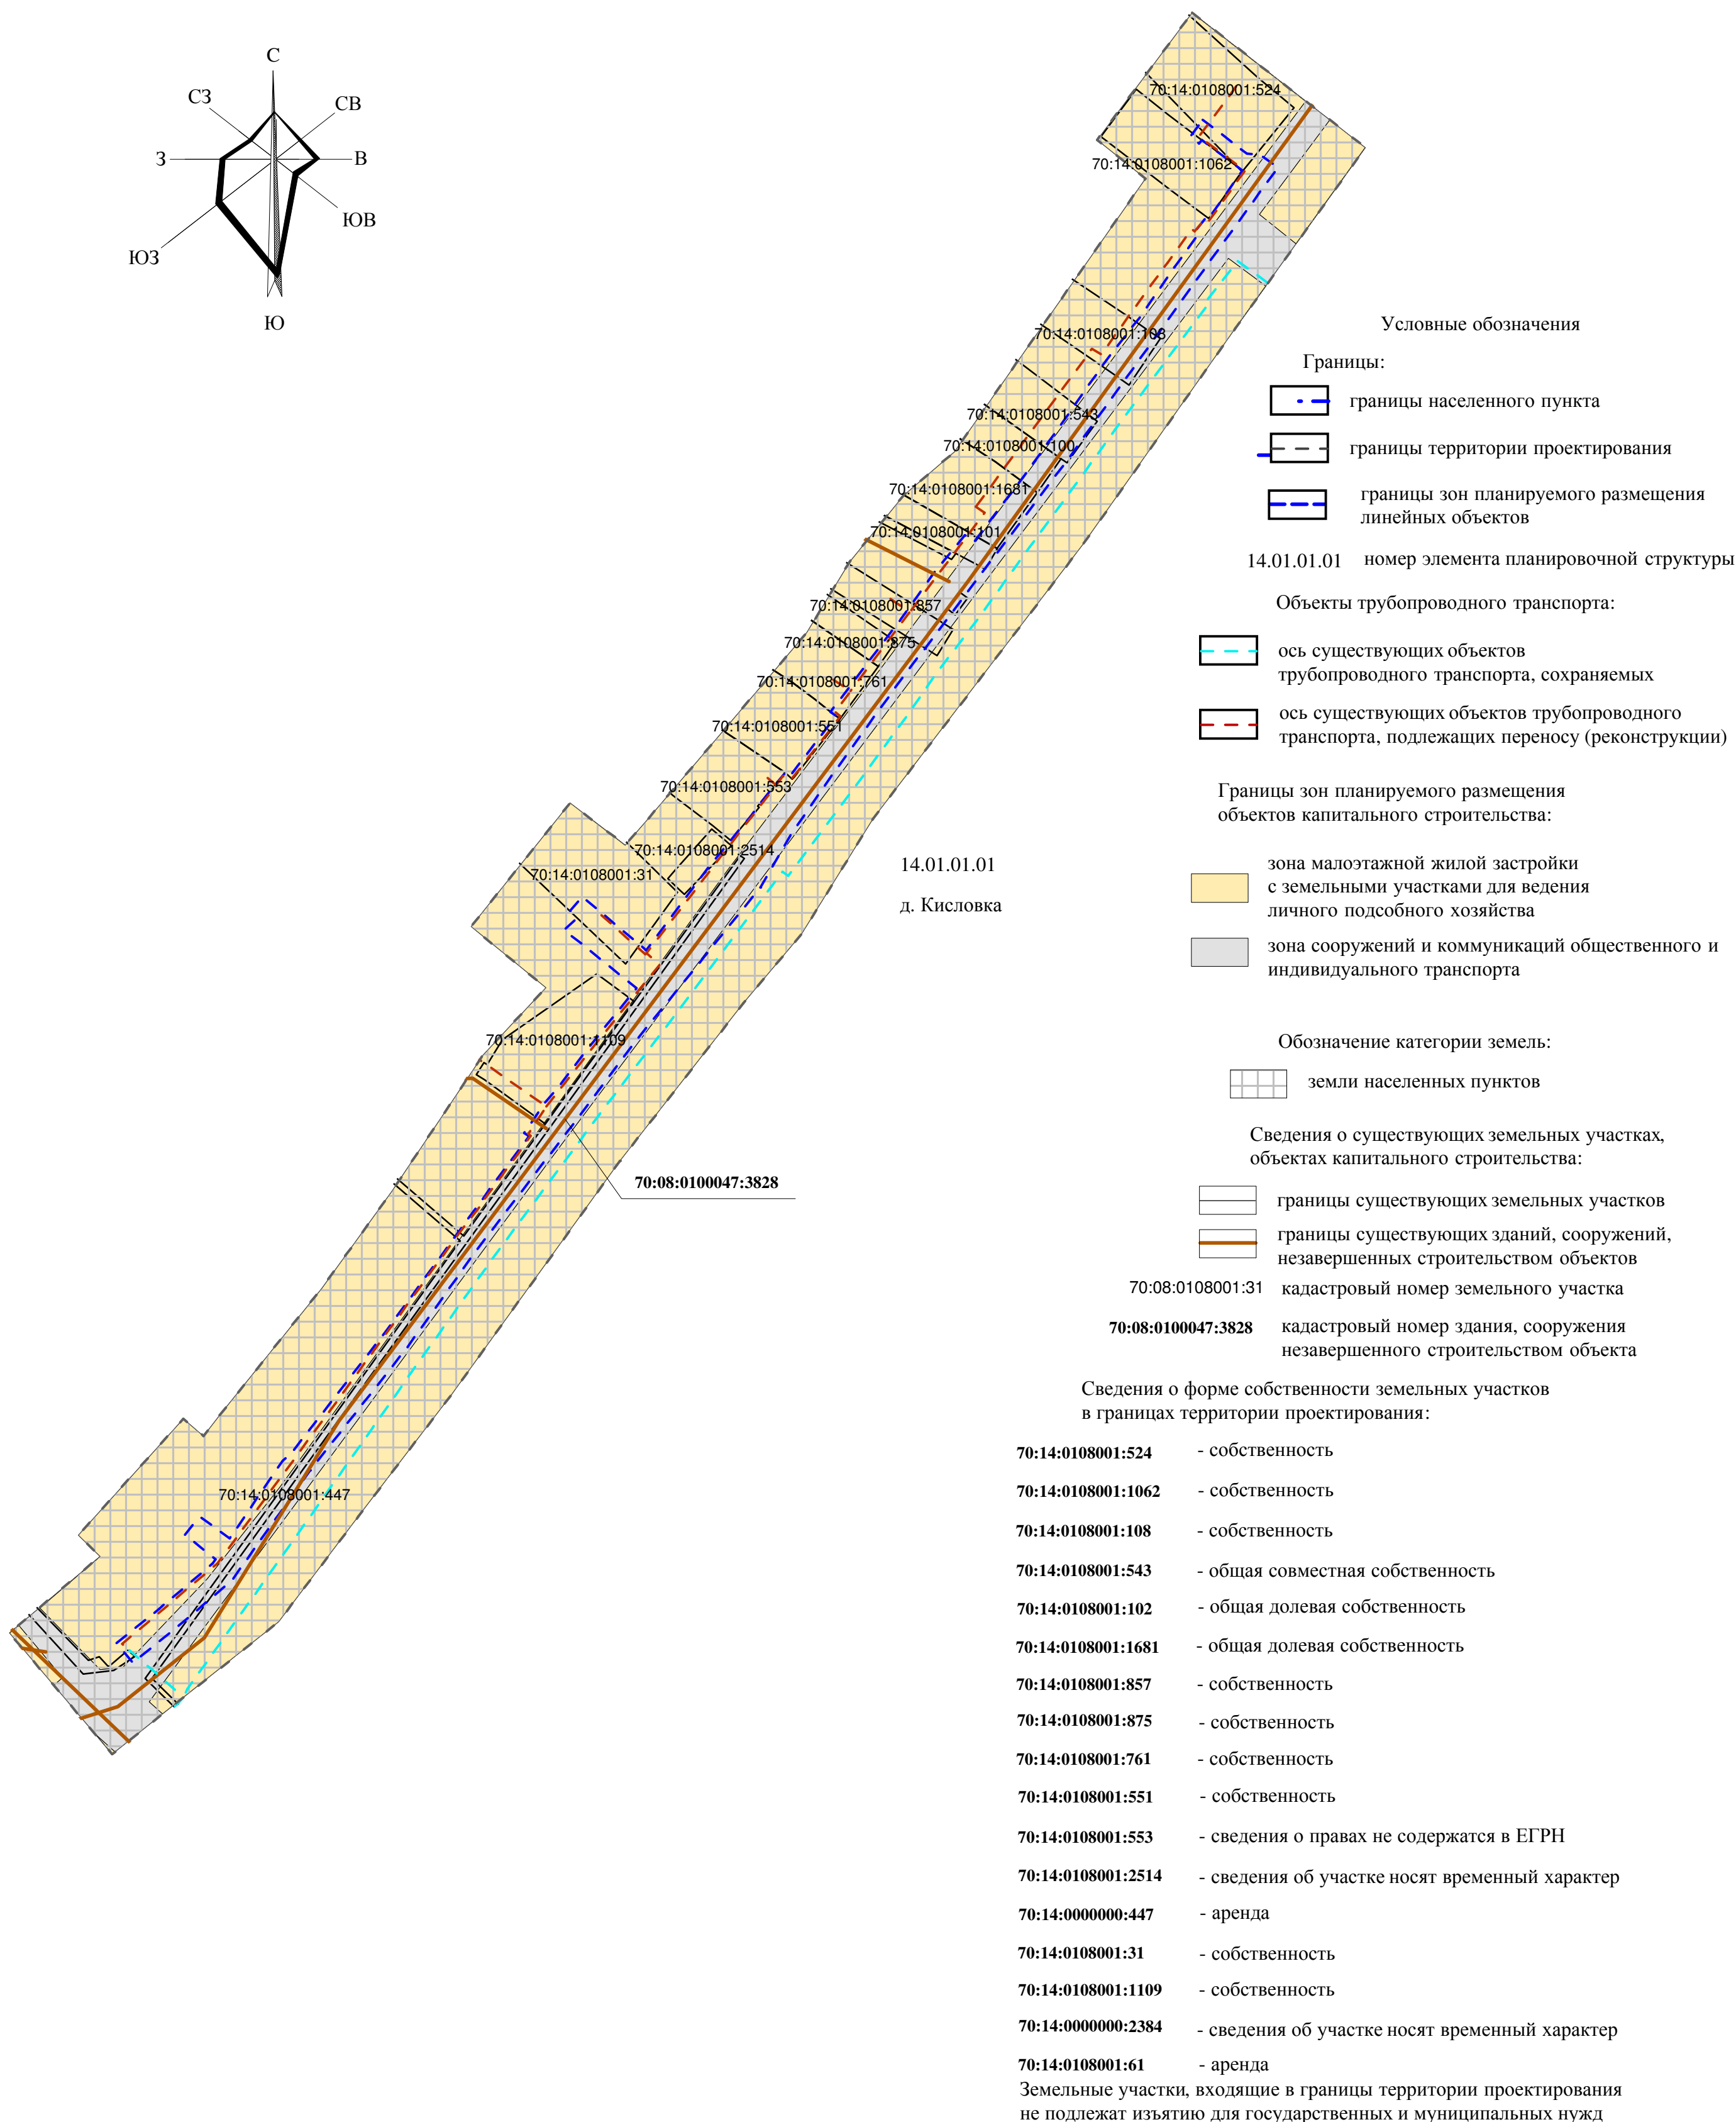 С
СЗ
СВ
З
В
ЮВ
ЮЗ
Ю
70:14:0108001:524
70:14:0108001:1062
70:14:0108001:108
70:14:0108001:543
70:14:0108001:100
70:14:0108001:1681
70:14:0108001:101
70:14:0108001:857
70:14:0108001:875
70:14:0108001:761
70:14:0108001:551
70:14:0108001:553
70:14:0108001:2514
70:14:0108001:31
70:14:0108001:1109
70:08:0100047:3828
70:14:0108001:447
14.01.01.01
д. Кисловка
Условные обозначения
Границы:
границы населенного пункта
границы территории проектирования
границы зон планируемого размещения
линейных объектов
14.01.01.01 номер элемента планировочной структуры
Объекты трубопроводного транспорта:
ось существующих объектов
трубопроводного транспорта, сохраняемых
ось существующих объектов трубопроводного
транспорта, подлежащих переносу (реконструкции)
Границы зон планируемого размещения
объектов капитального строительства:
зона малоэтажной жилой застройки
с земельными участками для ведения
личного подсобного хозяйства
зона сооружений и коммуникаций общественного и
индивидуального транспорта
Обозначение категории земель:
земли населенных пунктов
Сведения о существующих земельных участках,
объектах капитального строительства:
границы существующих земельных участков
границы существующих зданий, сооружений,
незавершенных строительством объектов
70:08:0108001:31 кадастровый номер земельного участка
70:08:0100047:3828 кадастровый номер здания, сооружения
незавершенного строительством объекта
Сведения о форме собственности земельных участков
в границах территории проектирования:
70:14:0108001:524 - собственность
70:14:0108001:1062 - собственность
70:14:0108001:108 - собственность
70:14:0108001:543 - общая совместная собственность
70:14:0108001:102 - общая долевая собственность
70:14:0108001:1681 - общая долевая собственность
70:14:0108001:857 - собственность
70:14:0108001:875 - собственность
70:14:0108001:761 - собственность
70:14:0108001:551 - собственность
70:14:0108001:553 - сведения о правах не содержатся в ЕГРН
70:14:0108001:2514 - сведения об участке носят временный характер
70:14:0000000:447 - аренда
70:14:0108001:31 - собственность
70:14:0108001:1109 - собственность
70:14:0000000:2384 - сведения об участке носят временный характер
70:14:0108001:61 - аренда
Земельные участки, входящие в границы территории проектирования
не подлежат изъятию для государственных и муниципальных нужд